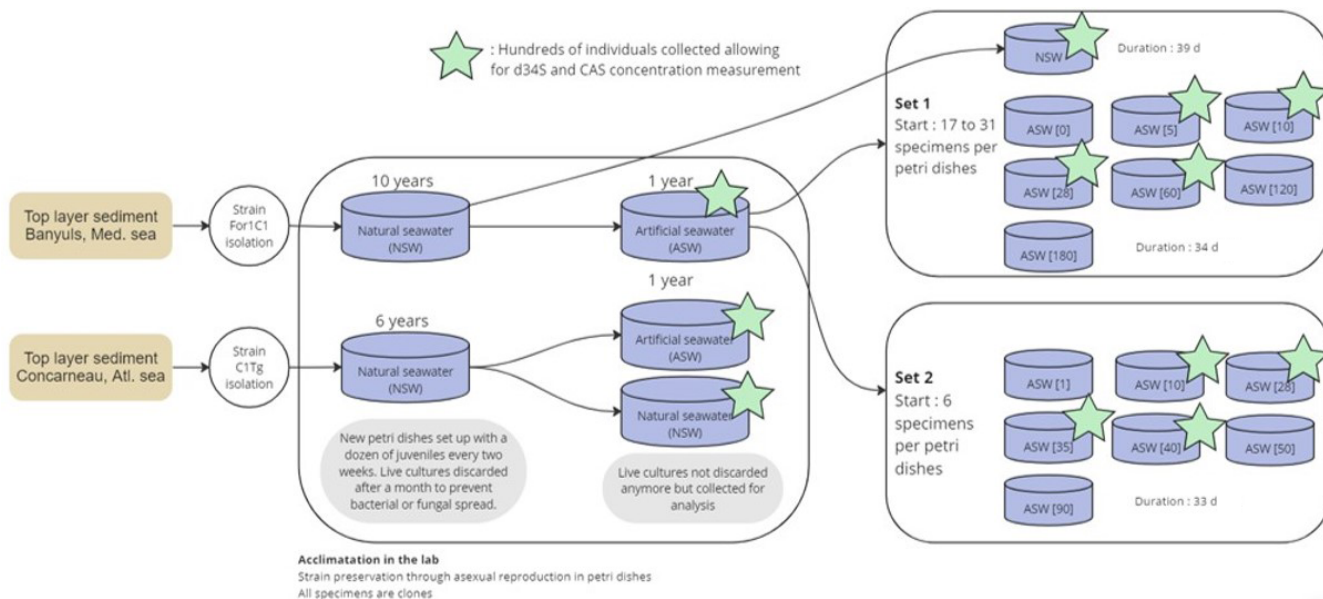 : Hundreds of individuals collected allowing
for d34S and CAS concentration measurement
Top layer sediment
Banyuls, Med. sea
Strain
For1C1
isolation
10 years
Natural seawater
(NSW)
1 year
Artificial seawater
(ASW)
Top layer sediment
Concarneau, Atl. sea
Strain
C1Tg
isolation
6 years
Natural seawater
(NSW)
1 year
Artificial seawater
(ASW)
Natural seawater
(NSW)
New petri dishes set up with a
dozen of juveniles every two
weeks. Live cultures discarded
after a month to prevent
bacterial or fungal spread.
Live cultures not discarded
anymore but collected for
analysis
Acclimatation in the lab
Strain preservation through asexual reproduction in petri dishes
All specimens are clones
NSW
Duration : 39 d
Set 1
Start : 17 to 31
specimens per
petri dishes
ASW [0]
ASW [5]
ASW [10]
ASW [28]
ASW [60]
ASW [120]
ASW [180]
Duration : 34 d
Set 2
Start : 6
specimens
per petri
dishes
ASW [1]
ASW [10]
ASW [28]
ASW [35]
ASW [40]
ASW [50]
ASW [90]
Duration : 33 d